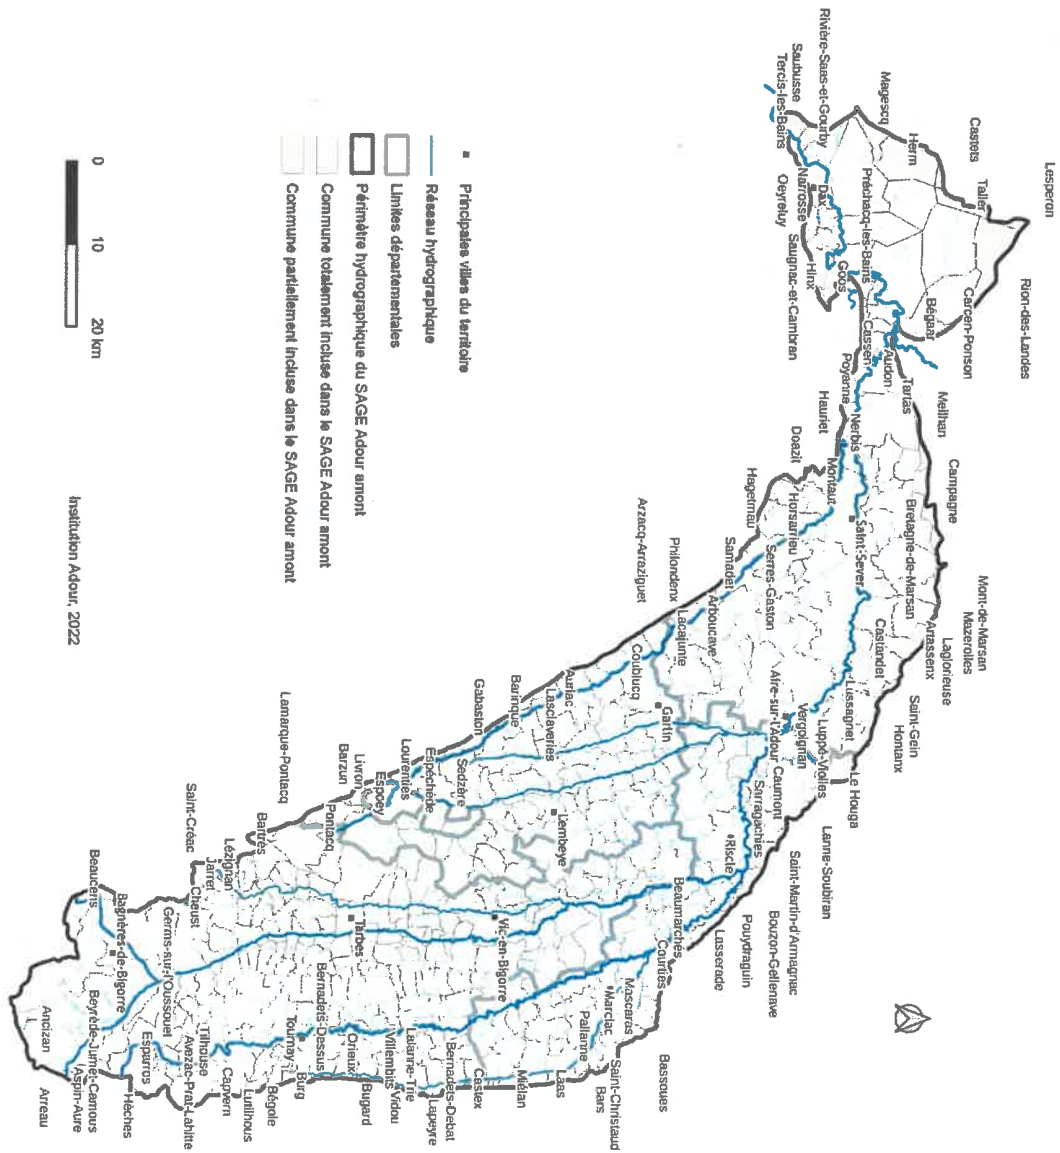 Lesperon
Castets
Taller
Rion-des-Landes
Carcen-Ponson
Magescq
Herm
Rivière-Saas-et-Gourby
Saubusse
Tercis-les-Bains
Préchacq-les-Bains
Dax
Narrosse
Oeyreluy
Goos
Hinx
Saugnac-et-Cambran
Bégaar
Cassen
Audon
Poyanne
Tartas
Meilhan
Hauriet
Nerbis
Doazit
Montaut
Hagetmau
Horsarrieu
Campagne
Bretagne-de-Marsan
Saint-Sever
Serres-Gaston
Samadet
Mont-de-Marsan
Mazerolles
Laglorieuse
Artassenx
Castandet
Saint-Gein
Hontanx
Arzacq-Arraziguet
Philondenx
Lacajunte
Arboucave
Coublucq
Garlin
Aire-sur-l'Adour
Vergoignan
Lussagnet
Luppé-Violles
Le Houga
Caumont
Sarragachies
Lanne-Soubiran
Saint-Martin-d'Armagnac
Bouzon-Gellenave
Pouydraguin
Lasserade
Riscle
Auriac
Lasclaveries
Barinque
Gabaston
Sedzère
Espéchède
Lourenties
Espoey
Livron
Barzun
Lamarque-Pontacq
Pontacq
Lembeye
Beaumarchés
Courties
Mascaras
Marciac
Pallanne
Bassoues
Saint-Christaud
Bars
Laas
Miélan
Vic-en-Bigorre
Tarbes
Castex
Bernadets-Debat
Lapeyre
Lalanne-Trie
Villembits
Vidou
Bugard
Orieux
Bernadets-Dessus
Burg
Tournay
Bégole
Lutilhous
Capvern
Tilhouse
Avezac-Prat-Lahitte
Esparros
Hèches
Saint-Créac
Bartrès
Lézignan
Jarret
Cheust
Germs-sur-l'Oussouet
Beaucens
Bagnères-de-Bigorre
Beyrède-Jumet-Camous
Aspin-Aure
Ancizan
Arreau
Principales villes du territoire
Réseau hydrographique
Limites départementales
Périmètre hydrographique du SAGE Adour amont
Commune totalement incluse dans le SAGE Adour amont
Commune partiellement incluse dans le SAGE Adour amont
0 10 20 km
Institution Adour, 2022